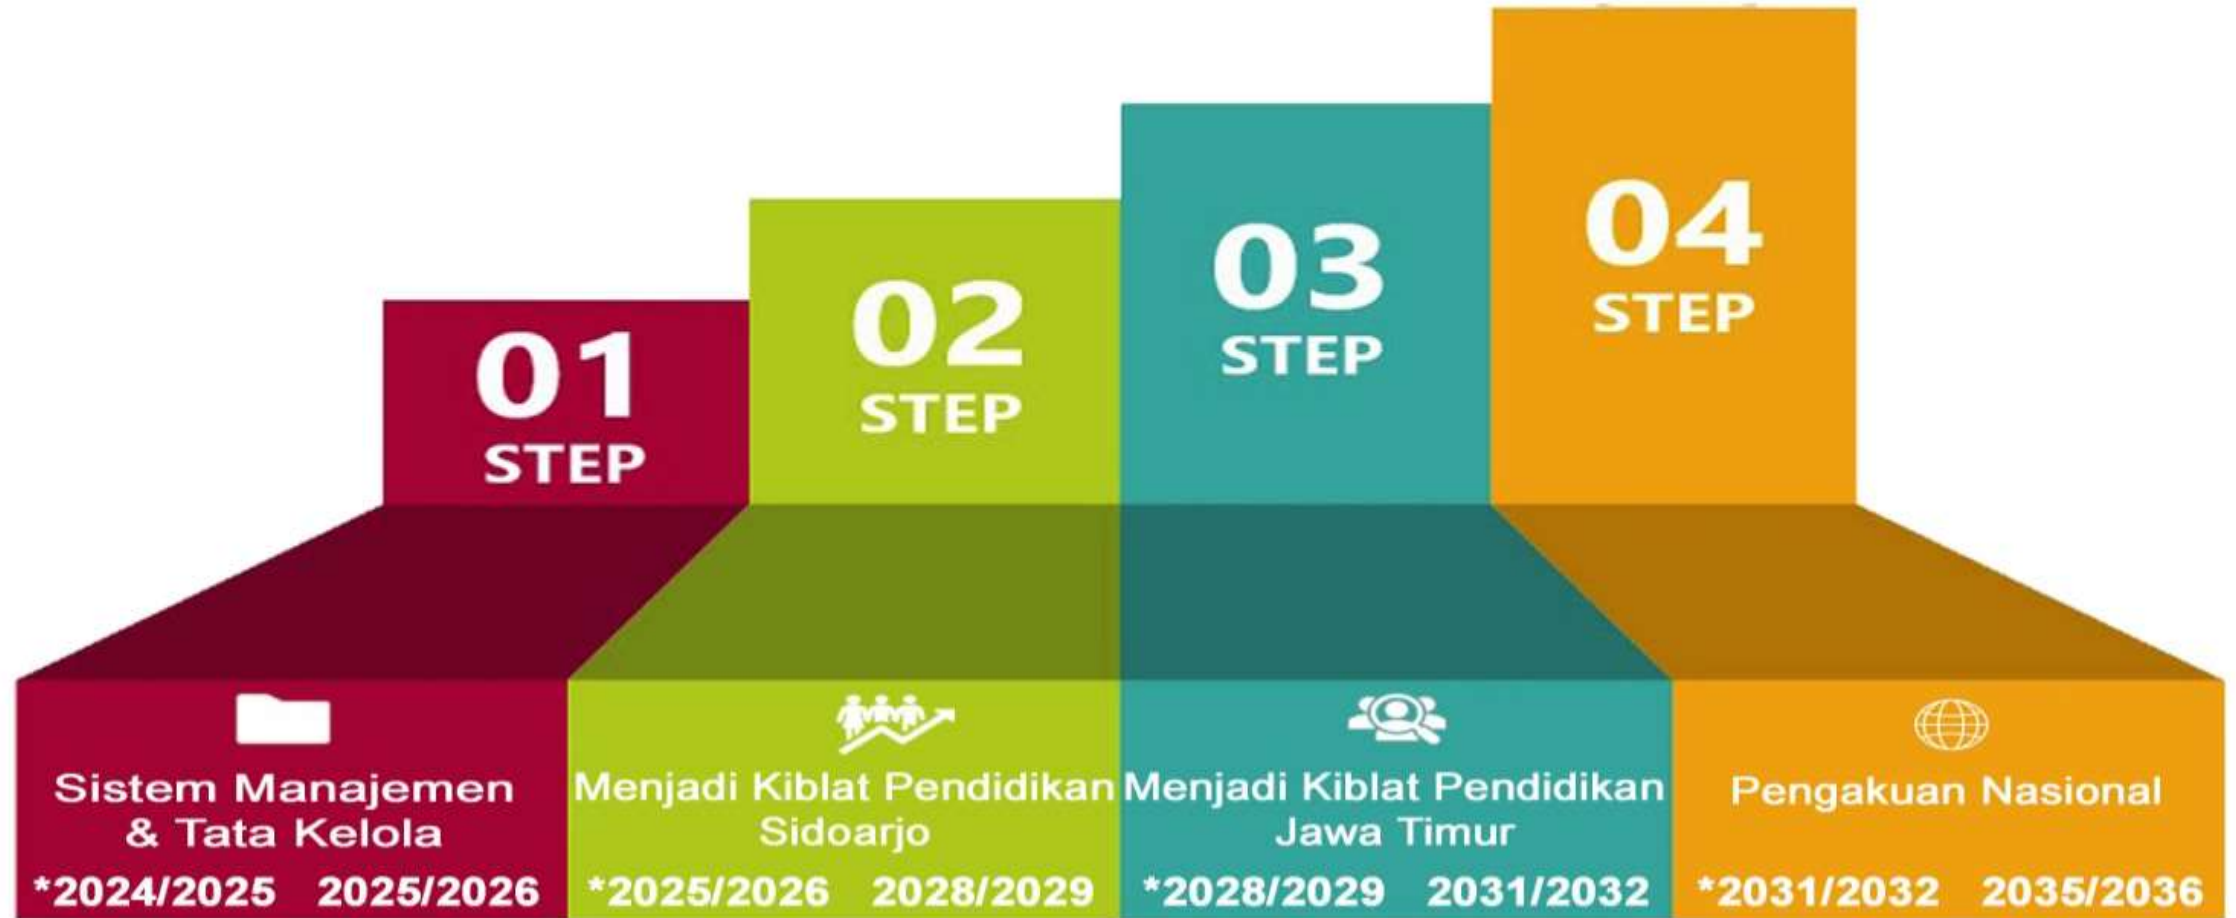 01
STEP
02
STEP
03
STEP
04
STEP
Sistem Manajemen
& Tata Kelola
*2024/2025 2025/2026
Menjadi Kiblat Pendidikan
Sidoarjo
*2025/2026 2028/2029
Menjadi Kiblat Pendidikan
Jawa Timur
*2028/2029 2031/2032
Pengakuan Nasional
*2031/2032 2035/2036